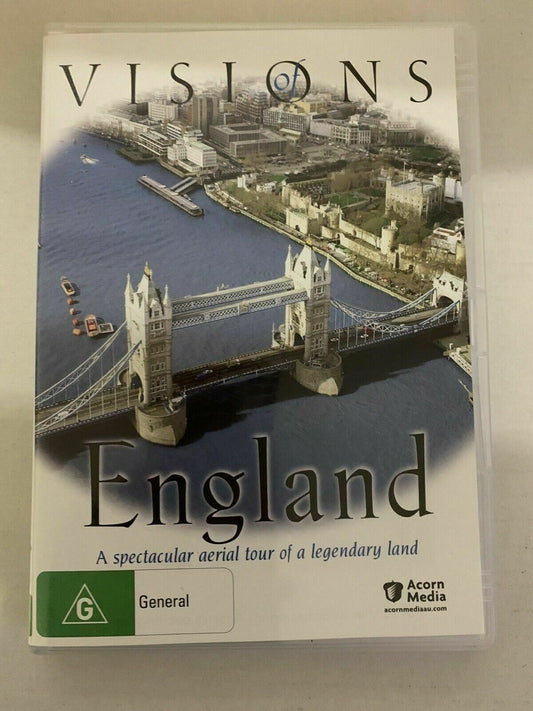 VISIONS
of
England
A spectacular aerial tour of a legendary land
G
General
Acorn
Media
acornmediaau.com